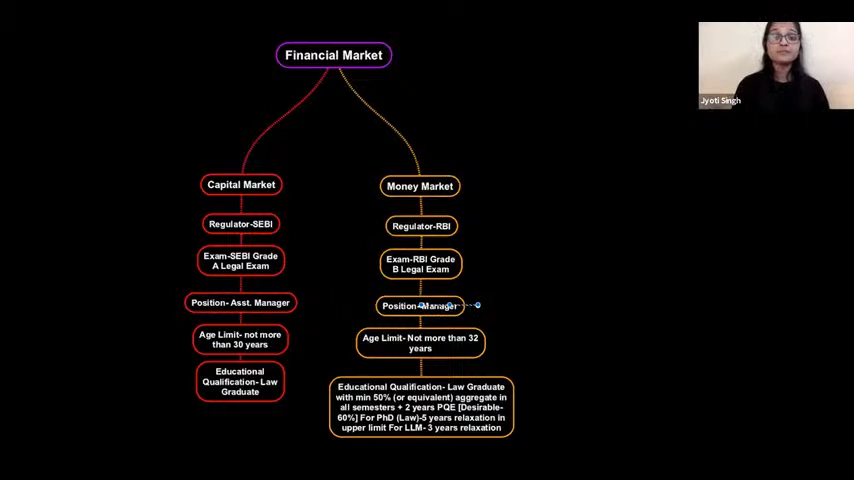 Financial Market
Jyoti Singh
Capital Market
Money Market
Regulator-SEBI
Regulator-RBI
Exam-SEBI Grade
A Legal Exam
Exam-RBI Grade
B Legal Exam
Position- Asst. Manager
Position- Manager
Age Limit- not more
than 30 years
Age Limit- Not more than 32
years
Educational
Qualification- Law
Graduate
Educational Qualification- Law Graduate
with min 50% (or equivalent) aggregate in
all semesters + 2 years PQE [Desirable-
60%] For PhD (Law)-5 years relaxation in
upper limit For LLM- 3 years relaxation